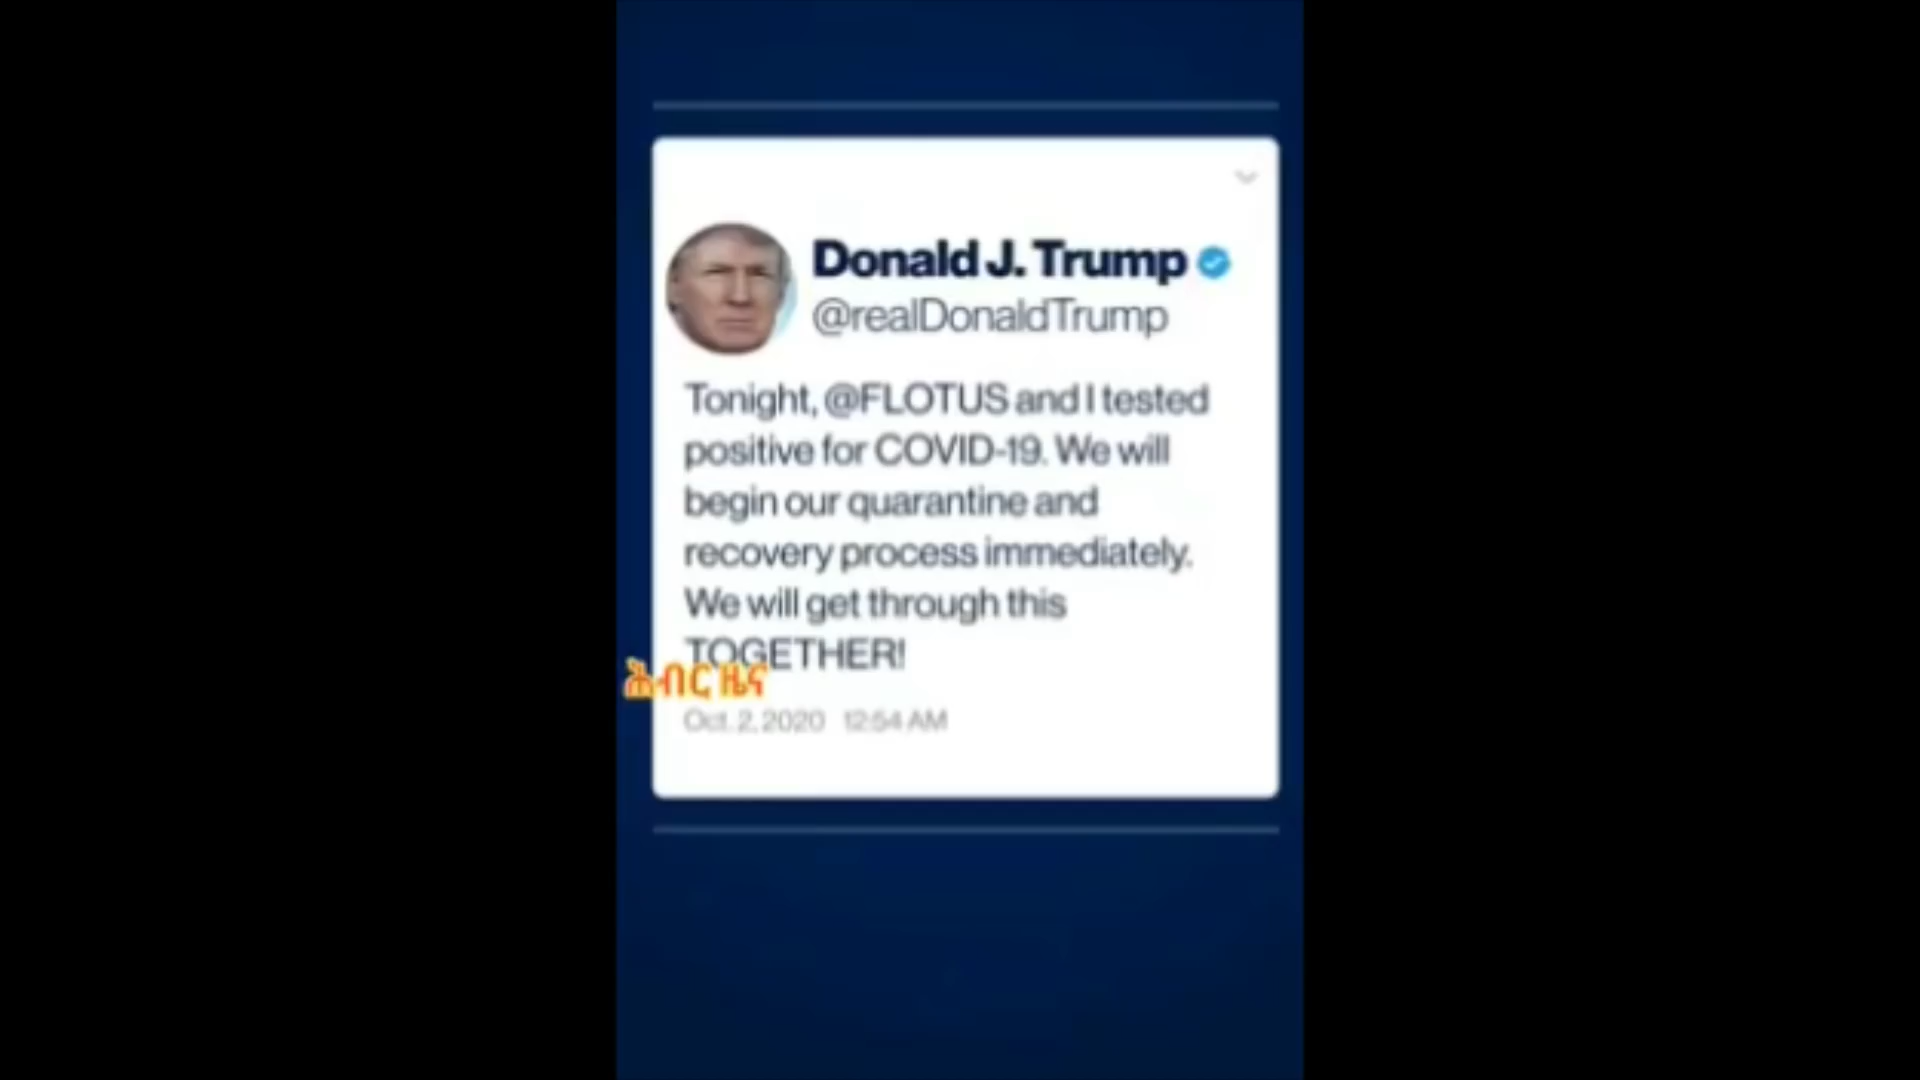 Donald J. Trump
@realDonaldTrump
Tonight, @FLOTUS and I tested
positive for COVID-19. We will
begin our quarantine and
recovery process immediately.
We will get through this
TOGETHER!
ሕብር ዜና
Oct. 2, 2020 12:54 AM